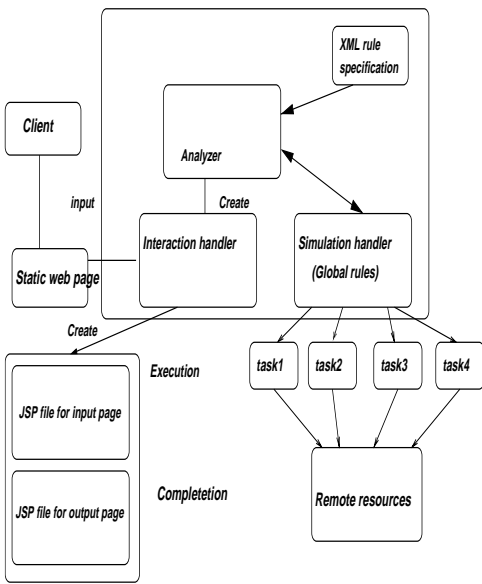 XML rule
specification
Client
Analyzer
input
Create
Interaction handler
Simulation handler
(Global rules)
Static web page
Create
Execution
task1
task2
task3
task4
JSP file for input page
Completetion
Remote resources
JSP file for output page